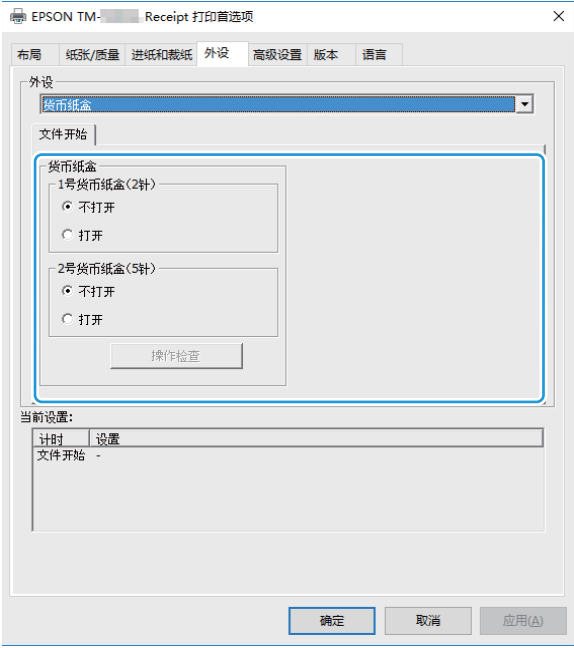 EPSON TM- Receipt 打印首选项
布局 纸张/质量 进纸和裁纸 外设 高级设置 版本 语言
外设
货币纸盒
文件开始
货币纸盒
1号货币纸盒(2针)
不打开
打开
2号货币纸盒(5针)
不打开
打开
操作检查
当前设置:
计时 设置
文件开始 -
确定 取消 应用(A)